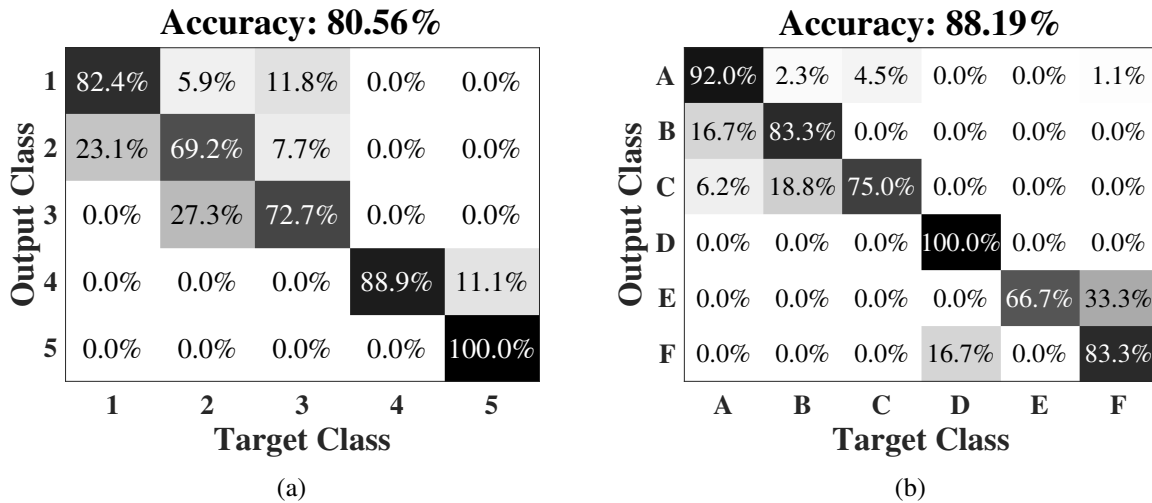 Accuracy: 80.56%
Output Class
1 82.4% 5.9% 11.8% 0.0% 0.0%
2 23.1% 69.2% 7.7% 0.0% 0.0%
3 0.0% 27.3% 72.7% 0.0% 0.0%
4 0.0% 0.0% 0.0% 88.9% 11.1%
5 0.0% 0.0% 0.0% 0.0% 100.0%
1 2 3 4 5
Target Class
(a)
Accuracy: 88.19%
Output Class
A 92.0% 2.3% 4.5% 0.0% 0.0% 1.1%
B 16.7% 83.3% 0.0% 0.0% 0.0% 0.0%
C 6.2% 18.8% 75.0% 0.0% 0.0% 0.0%
D 0.0% 0.0% 0.0% 100.0% 0.0% 0.0%
E 0.0% 0.0% 0.0% 0.0% 66.7% 33.3%
F 0.0% 0.0% 0.0% 16.7% 0.0% 83.3%
A B C D E F
Target Class
(b)